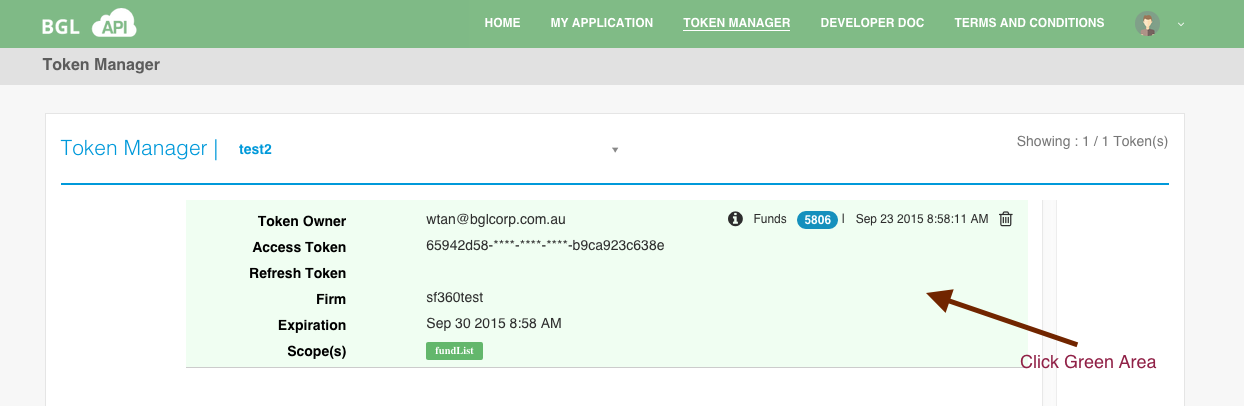 BGL API HOME MY APPLICATION TOKEN MANAGER DEVELOPER DOC TERMS AND CONDITIONS
Token Manager
Token Manager | test2 Showing : 1 / 1 Token(s)
Token Owner wtan@bglcorp.com.au Funds 5806 | Sep 23 2015 8:58:11 AM
Access Token 65942d58-****-****-****-b9ca923c638e
Refresh Token
Firm sf360test
Expiration Sep 30 2015 8:58 AM
Scope(s) fundList
Click Green Area